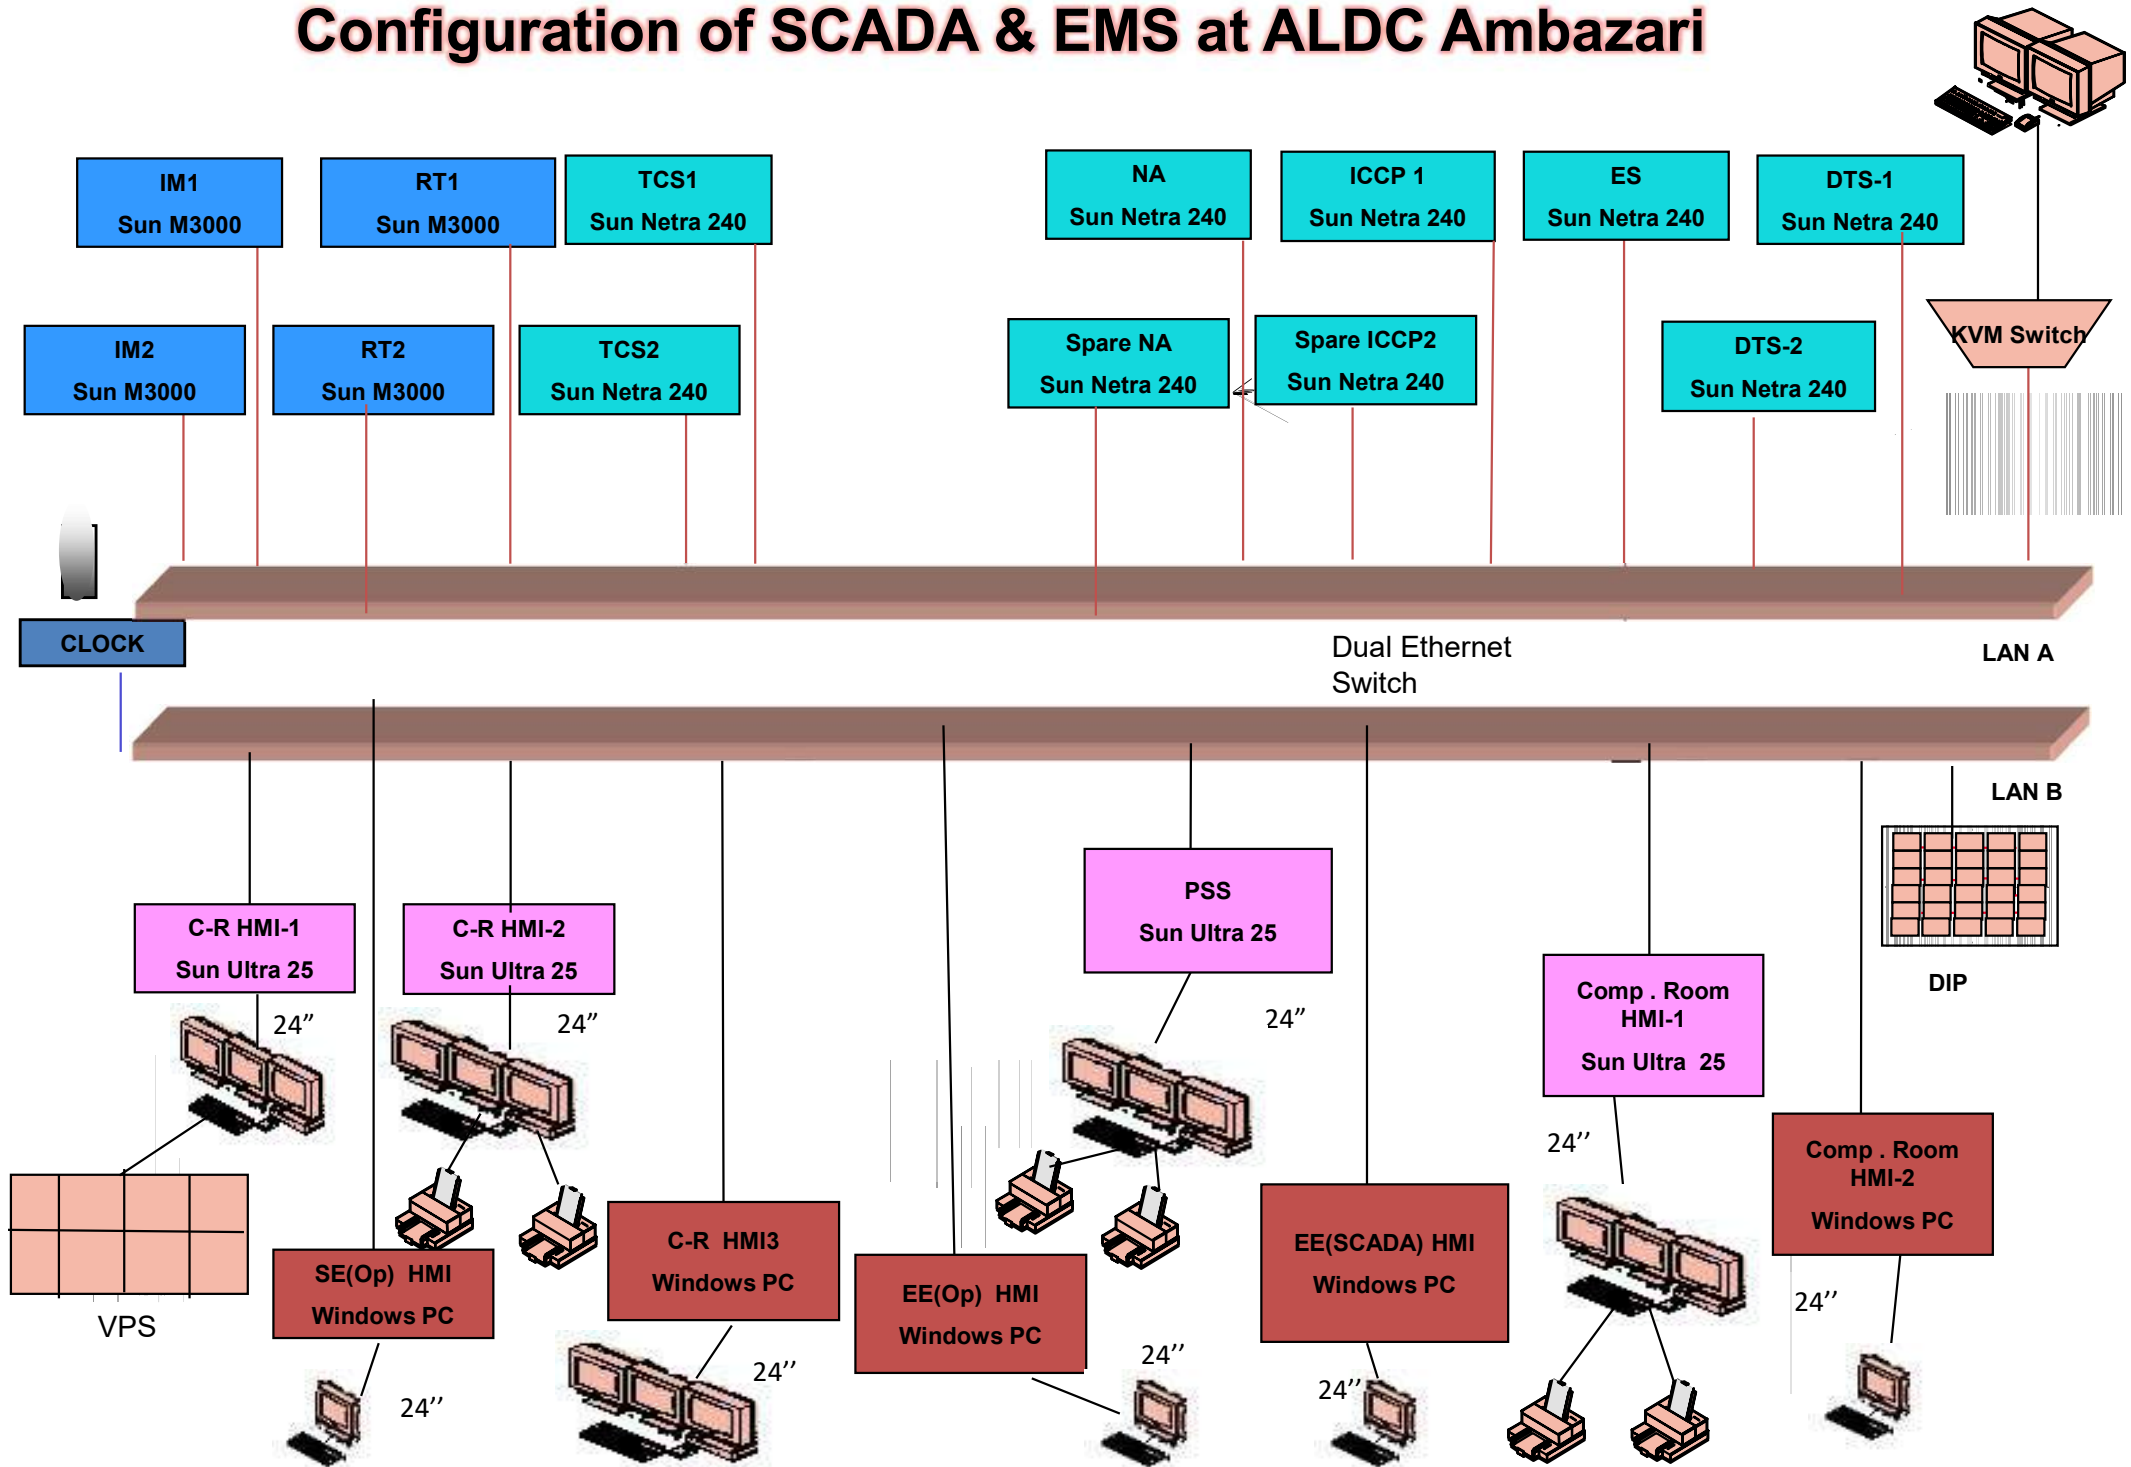 Configuration of SCADA & EMS at ALDC Ambazari
IM1
Sun M3000
RT1
Sun M3000
TCS1
Sun Netra 240
NA
Sun Netra 240
ICCP 1
Sun Netra 240
ES
Sun Netra 240
DTS-1
Sun Netra 240
IM2
Sun M3000
RT2
Sun M3000
TCS2
Sun Netra 240
Spare NA
Sun Netra 240
Spare ICCP2
Sun Netra 240
DTS-2
Sun Netra 240
KVM Switch
CLOCK
Dual Ethernet
Switch
LAN A
LAN B
C-R HMI-1
Sun Ultra 25
C-R HMI-2
Sun Ultra 25
PSS
Sun Ultra 25
Comp . Room
HMI-1
Sun Ultra  25
DIP
24”
24”
24”
24’’
Comp . Room
HMI-2
Windows PC
VPS
SE(Op)  HMI
Windows PC
C-R  HMI3
Windows PC
EE(Op)  HMI
Windows PC
EE(SCADA) HMI
Windows PC
24’’
24’’
24’’
24’’
24’’